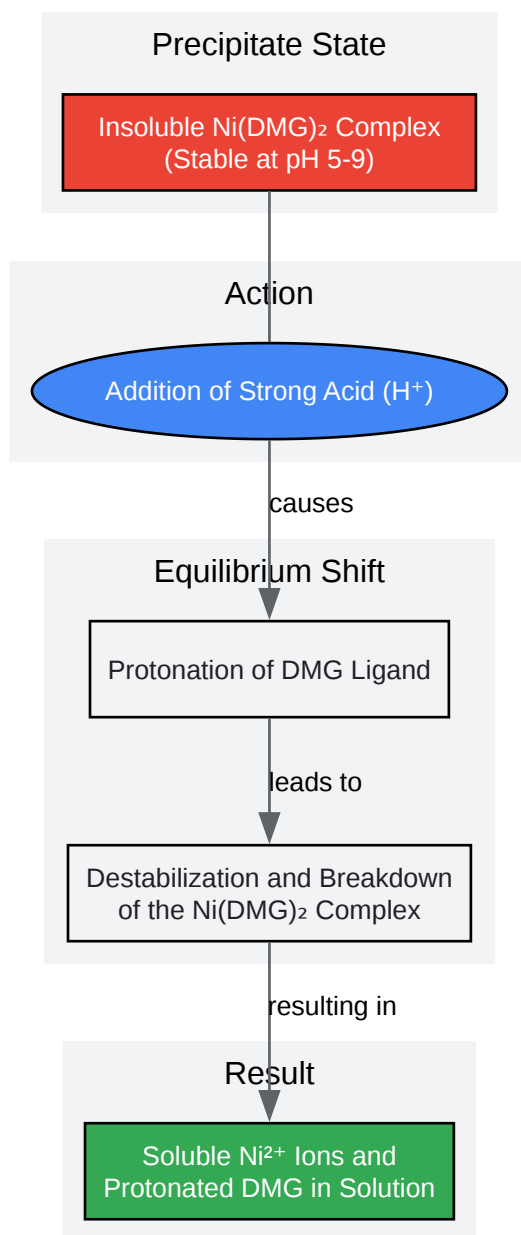 Precipitate State
Insoluble Ni(DMG)₂ Complex
(Stable at pH 5-9)
Action
Addition of Strong Acid (H⁺)
causes
Equilibrium Shift
Protonation of DMG Ligand
leads to
Destabilization and Breakdown
of the Ni(DMG)₂ Complex
resulting in
Result
Soluble Ni²⁺ Ions and
Protonated DMG in Solution